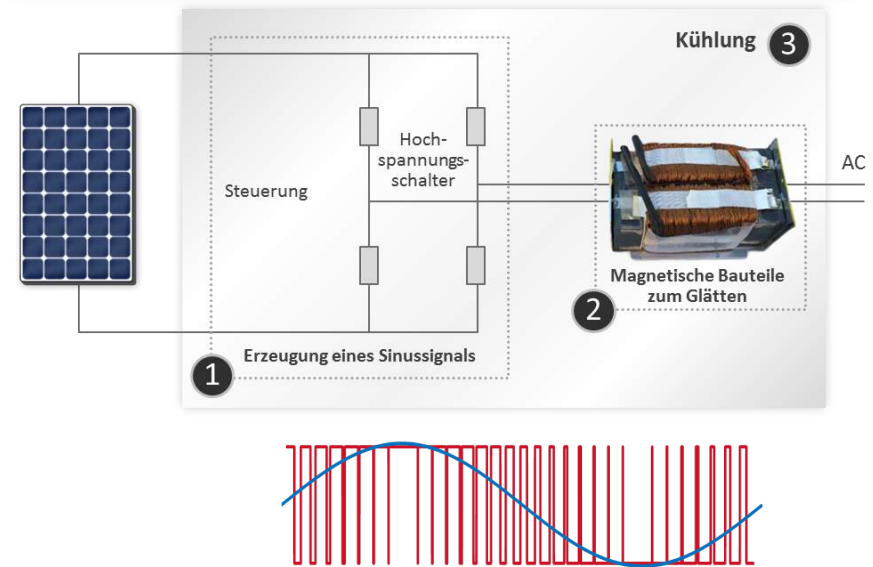 Kühlung
3
Hoch-
spannungs-
schalter
Steuerung
AC
Magnetische Bauteile
zum Glätten
2
Erzeugung eines Sinussignals
1